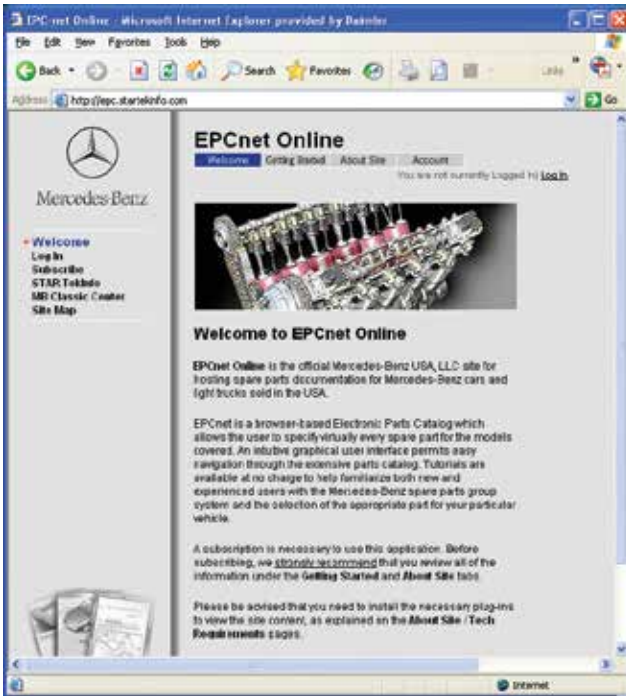 EPC net Online - Microsoft Internet Explorer provided by Daimler
File Edit View Favorites Tools Help
Back Search Favorites Links
Address http://epc.startekinfo.com Go
Mercedes-Benz
Welcome
Log In
Subscribe
STAR TekInfo
MB Classic Center
Site Map
EPCnet Online
Welcome Getting Started About Site Account
You are not currently Logged In! Log In
Welcome to EPCnet Online
EPCnet Online is the official Mercedes-Benz USA, LLC site for
hosting spare parts documentation for Mercedes-Benz cars and
light trucks sold in the USA.
EPCnet is a browser-based Electronic Parts Catalog which
allows the user to specify virtually every spare part for the models
covered. An intuitive graphical user interface permits easy
navigation through the extensive parts catalog. Tutorials are
available at no charge to help familiarize both new and
experienced users with the Mercedes-Benz spare parts group
system and the selection of the appropriate part for your particular
vehicle.
A subscription is necessary to use this application. Before
subscribing, we strongly recommend that you review all of the
information under the Getting Started and About Site tabs.
Please be advised that you need to install the necessary plug-ins
to view the site content, as explained on the About Site / Tech
Requirements pages.
Internet